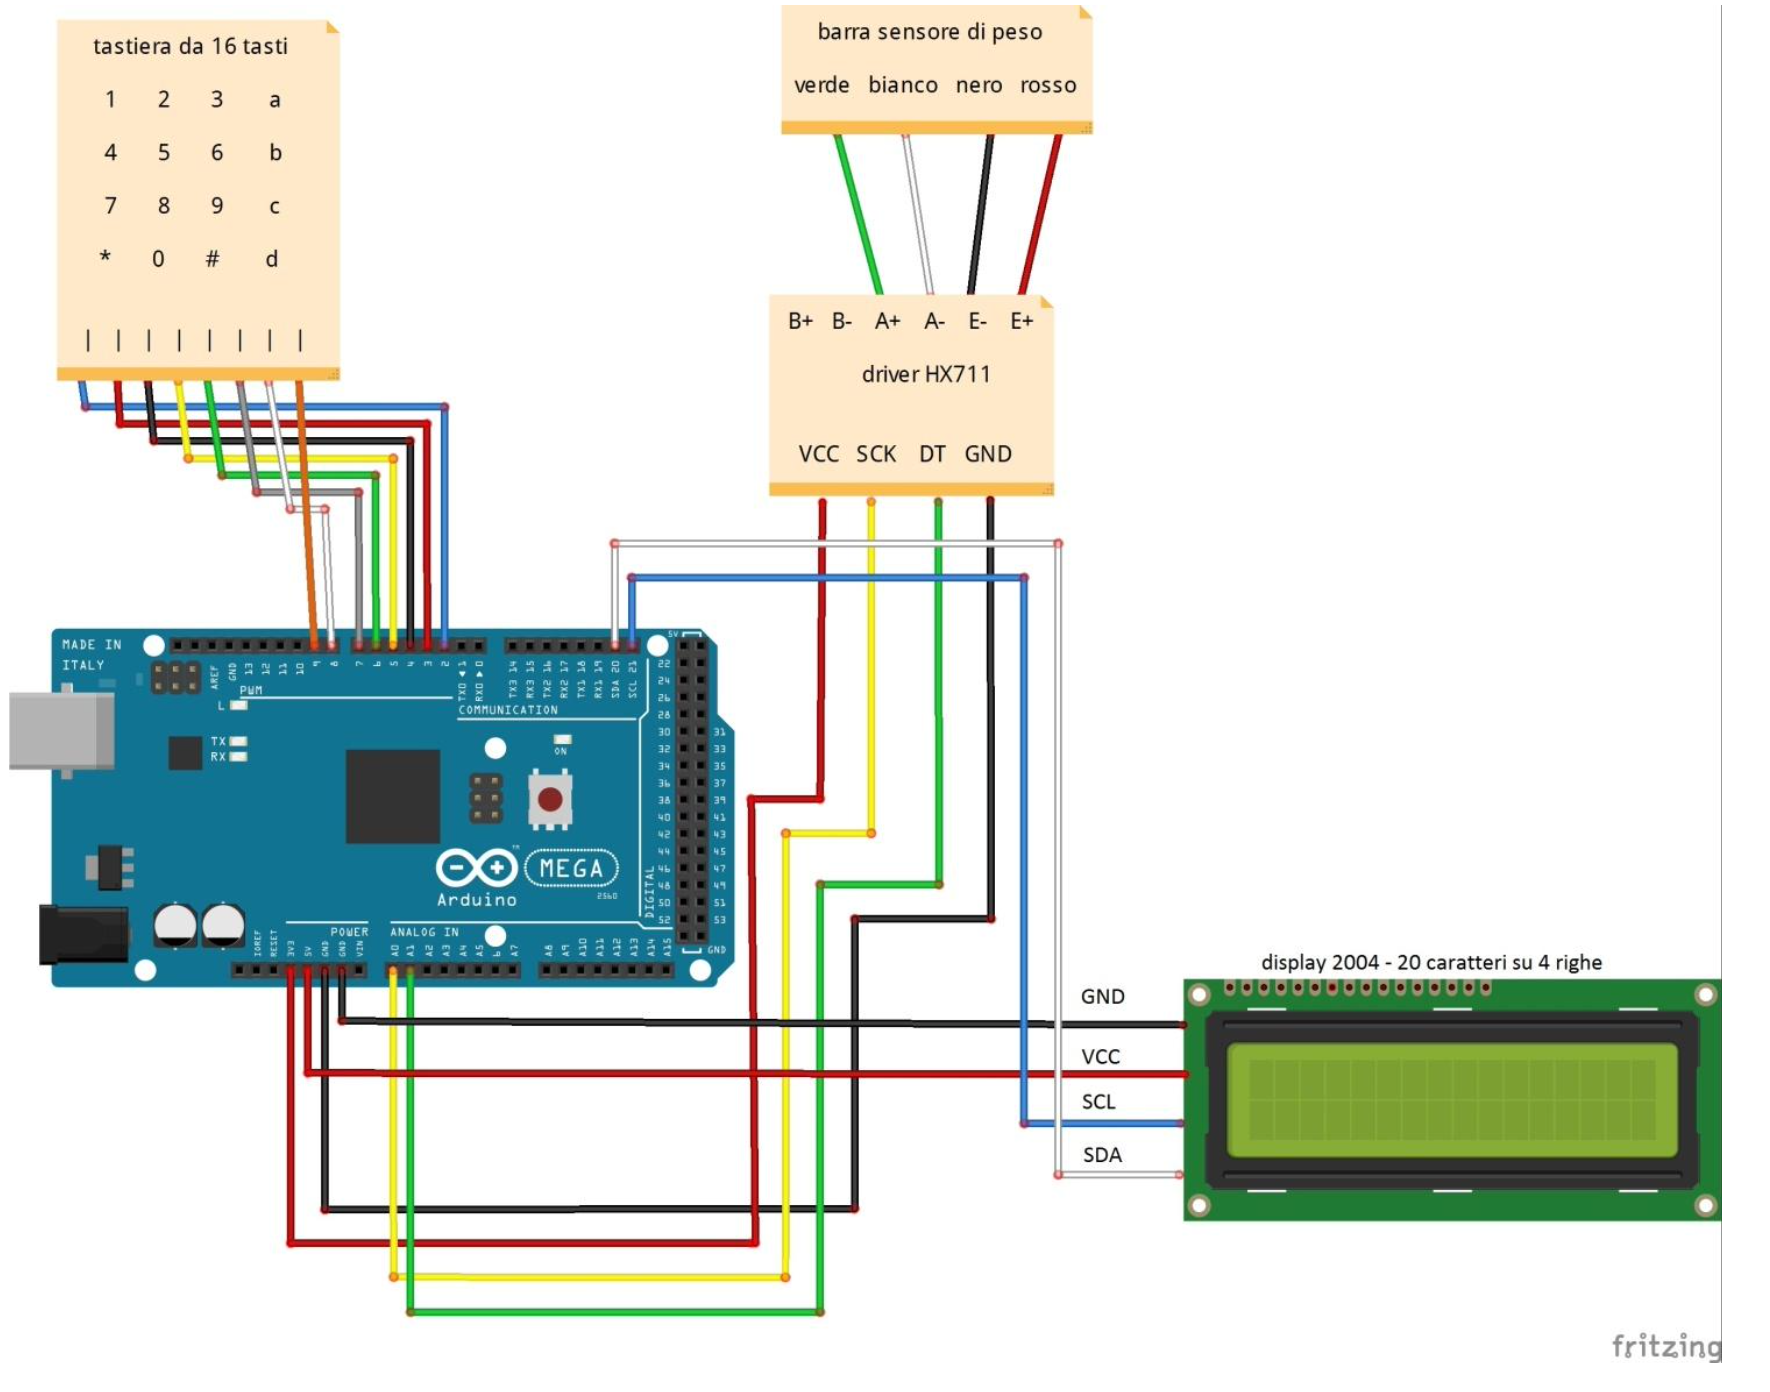 tastiera da 16 tasti
1 2 3 a
4 5 6 b
7 8 9 c
* 0 # d
barra sensore di peso
verde bianco nero rosso
B+ B- A+ A- E- E+
driver HX711
VCC SCK DT GND
MADE IN
ITALY
AREF
GND
13
12
11
10
9
8
7
6
5
4
3
2
TX0 1
RX0 0
TX3 14
RX3 15
TX2 16
RX2 17
TX1 18
RX1 19
SDA 20
SCL 21
PWM
COMMUNICATION
L
TX
RX
ON
5V
22
24
26
28
30 31
32 33
34 35
36 37
38 39
40 41
42 43
44 45
46 47
48 49
50 51
52 53
GND
DIGITAL
TM
MEGA
2560
Arduino
POWER
ANALOG IN
IOREF
RESET
3V3
5V
GND
GND
VIN
A0
A1
A2
A3
A4
A5
6
A7
A8
A9
A10
A11
A12
A13
A14
A15
display 2004 - 20 caratteri su 4 righe
GND
VCC
SCL
SDA
fritzing